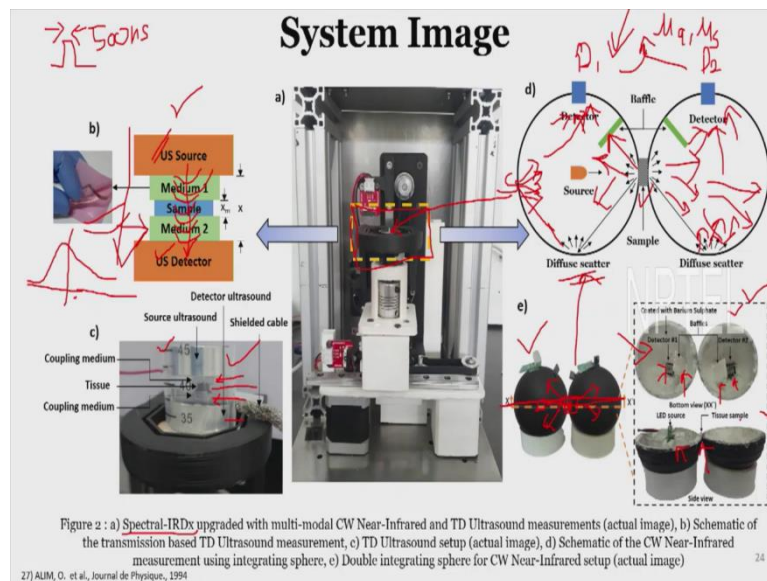 System Image
500ns
μa, μs
D1
D2
a)
b)
US Source
Medium 1
Sample
Medium 2
US Detector
Xm
X
c)
Detector ultrasound
Source ultrasound
Shielded cable
Coupling medium
Tissue
Coupling medium
45
40
35
d)
Baffle
Detector
Detector
Source
Sample
Diffuse scatter
Diffuse scatter
NPTEL
e)
X
X'
Coated with Barium Sulphate
Baffles
Detector #1
Detector #2
Bottom view (XX')
LED source
Tissue sample
Side view
Figure 2 : a) Spectral-IRDx upgraded with multi-modal CW Near-Infrared and TD Ultrasound measurements (actual image), b) Schematic of
the transmission based TD Ultrasound measurement, c) TD Ultrasound setup (actual image), d) Schematic of the CW Near-Infrared
measurement using integrating sphere, e) Double integrating sphere for CW Near-Infrared setup (actual image)
27) ALIM, O. et al., Journal de Physique., 1994
24